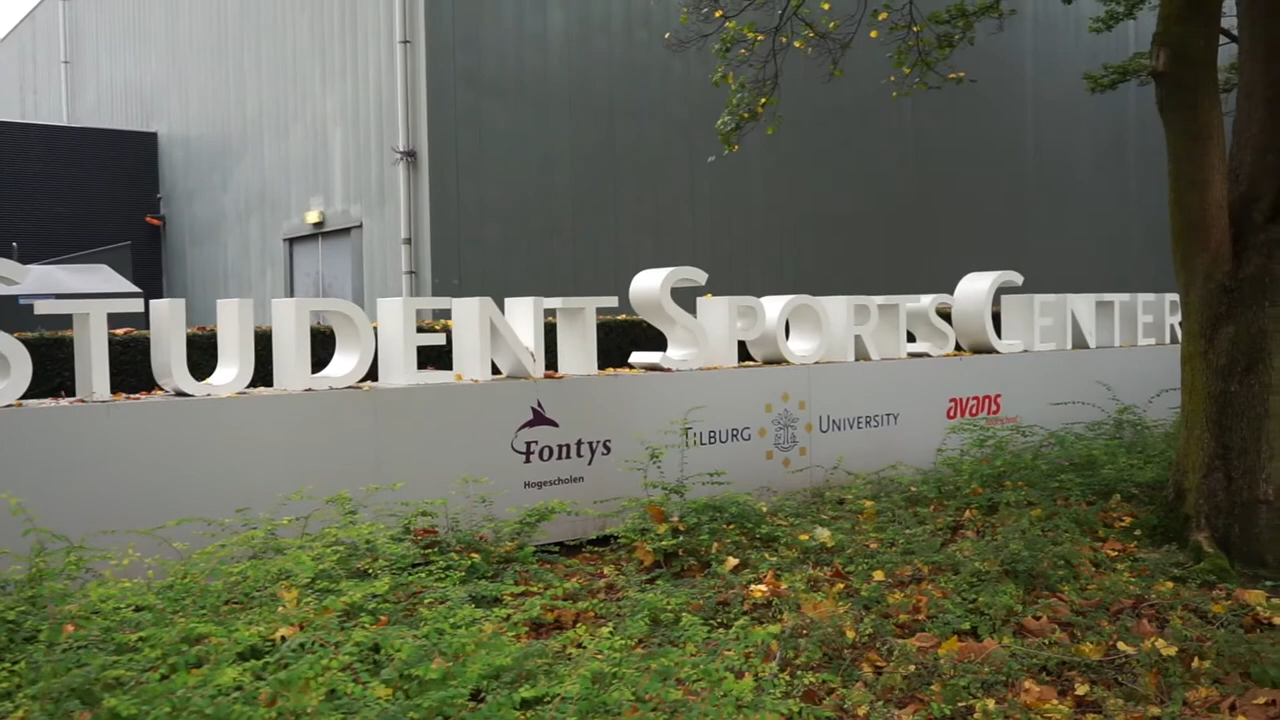 STUDENT SPORTS CENTER
Fontys
Hogescholen
TILBURG UNIVERSITY
avans